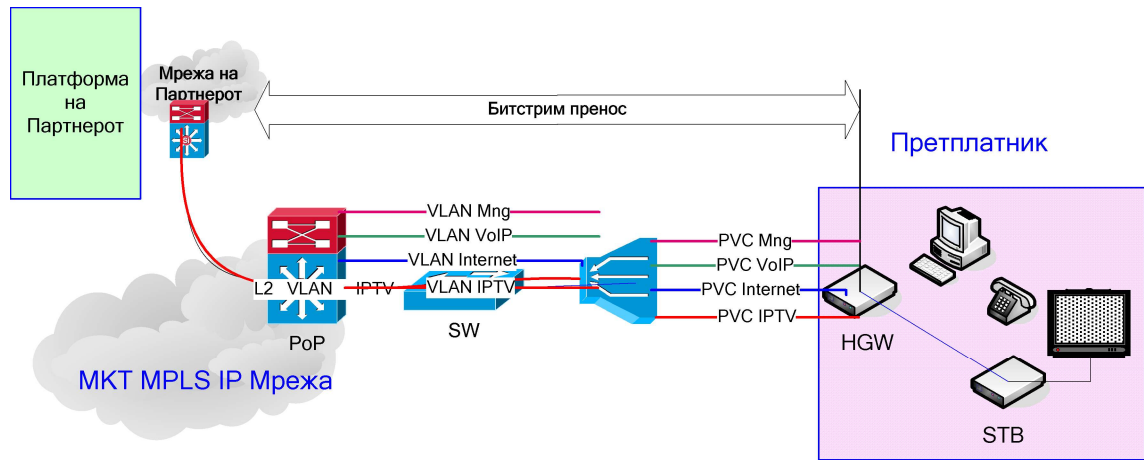 Платформа
на
Партнерот
Мрежа на
Партнерот
Битстрим пренос
Претплатник
VLAN Mng
VLAN VoIP
VLAN Internet
L2 VLAN IPTV
VLAN IPTV
SW
PoP
МКТ MPLS IP Мрежа
PVC Mng
PVC VoIP
PVC Internet
PVC IPTV
HGW
STB